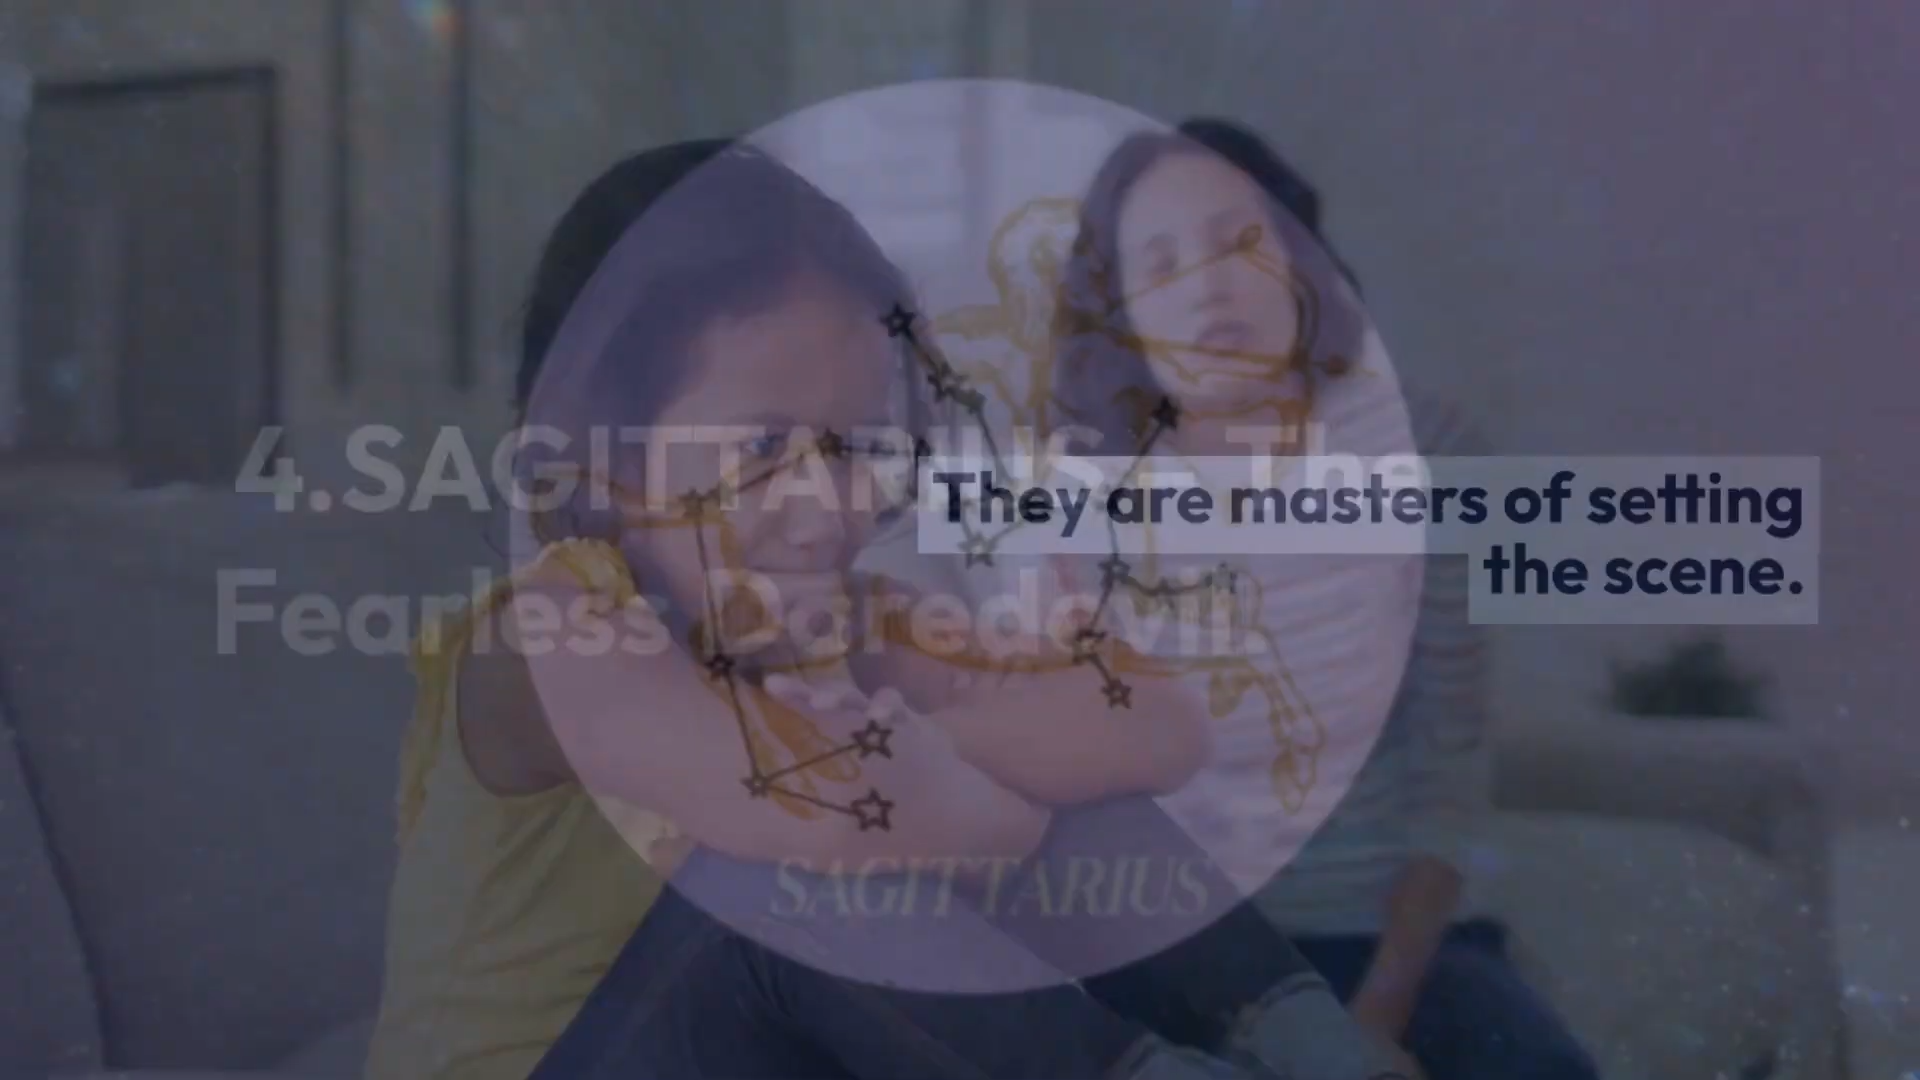 4.SAGITTARIUS – The
Fearless Daredevil.
They are masters of setting
the scene.
SAGITTARIUS